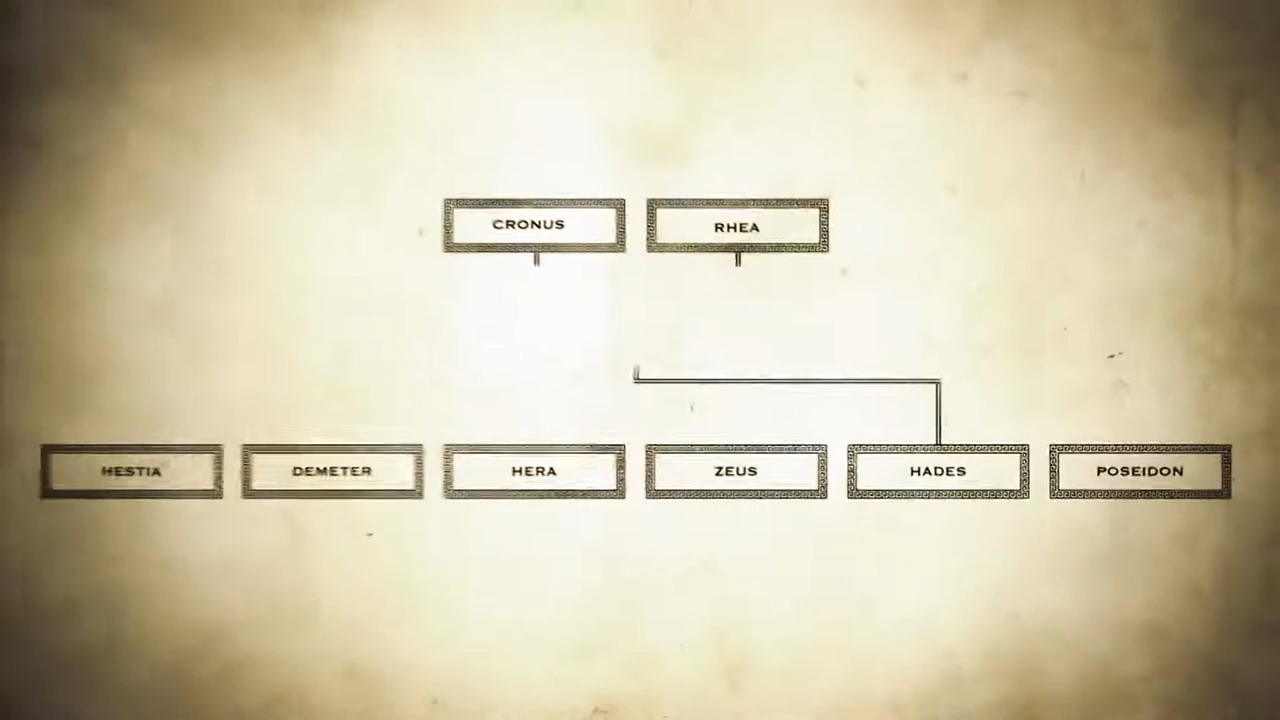 CRONUS
RHEA
HESTIA
DEMETER
HERA
ZEUS
HADES
POSEIDON